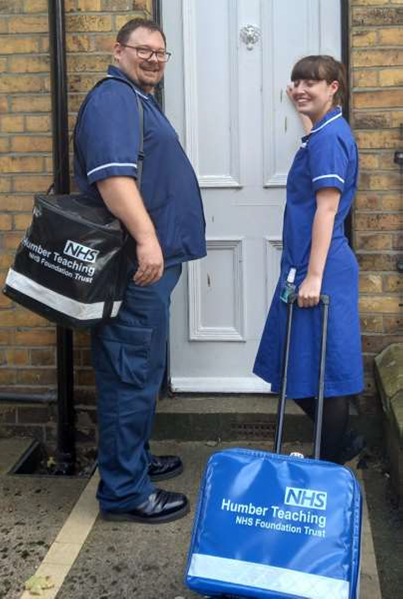 NHS
Humber Teaching
NHS Foundation Trust
NHS
Humber Teaching
NHS Foundation Trust